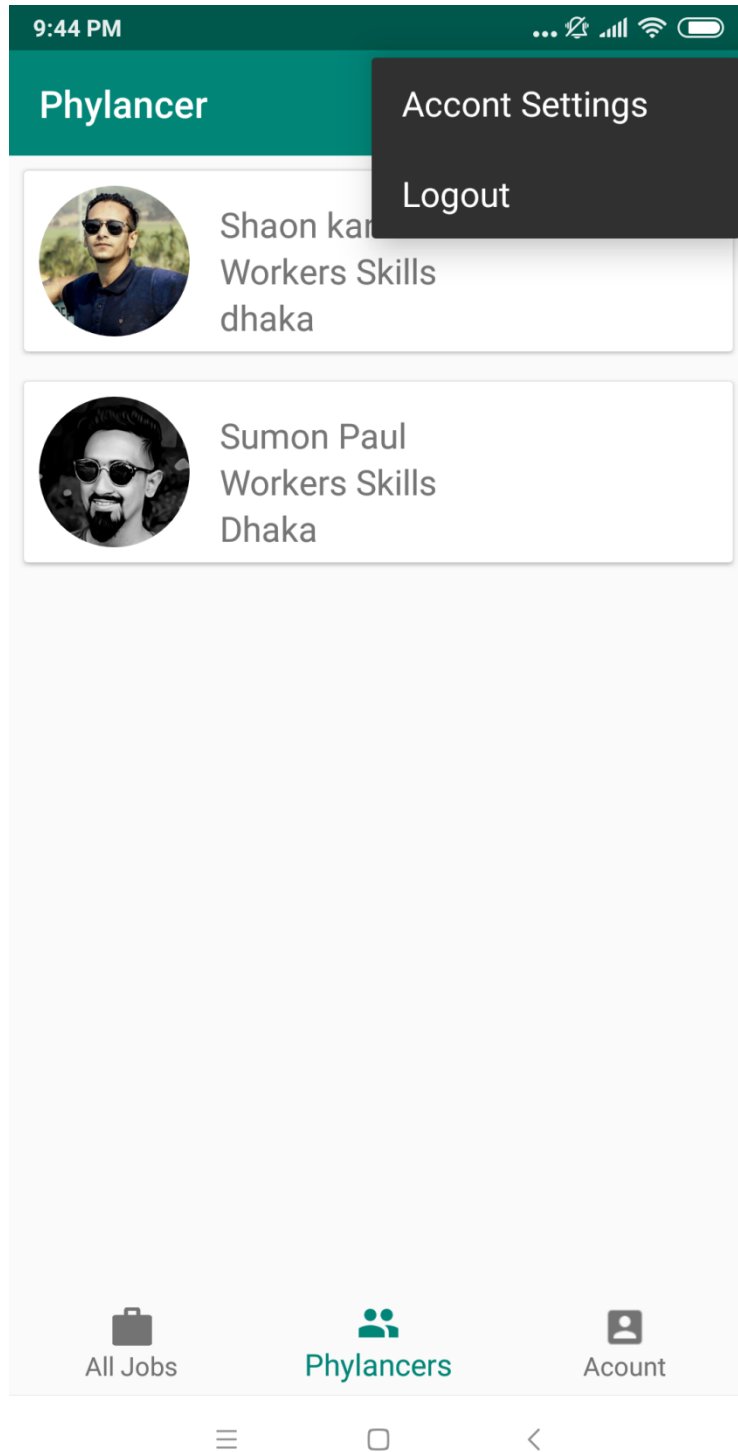 9:44 PM
Phylancer
Accont Settings
Logout
Shaon
Workers Skills
dhaka
Sumon Paul
Workers Skills
Dhaka
All Jobs
Phylancers
Acount